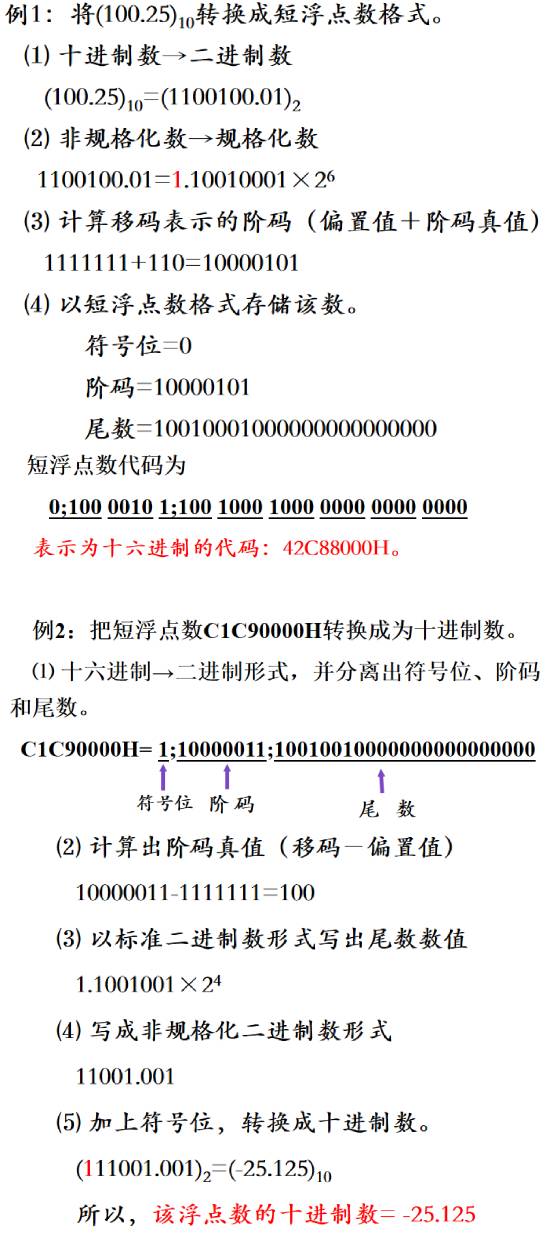 例1：将(100.25)₁₀转换成短浮点数格式。
(1) 十进制数→二进制数
(100.25)₁₀=(1100100.01)₂
(2) 非规格化数→规格化数
1100100.01=1.10010001×2⁶
(3) 计算移码表示的阶码（偏置值＋阶码真值）
1111111+110=10000101
(4) 以短浮点数格式存储该数。
符号位=0
阶码=10000101
尾数=10010001000000000000000
短浮点数代码为
0;100 0010 1;100 1000 1000 0000 0000 0000
表示为十六进制的代码：42C88000H。
例2：把短浮点数C1C90000H转换成为十进制数。
⑴ 十六进制→二进制形式，并分离出符号位、阶码
和尾数。
C1C90000H= 1;10000011;10010010000000000000000
符号位 阶码 尾 数
(2) 计算出阶码真值（移码－偏置值）
10000011-1111111=100
(3) 以标准二进制数形式写出尾数数值
1.1001001×2⁴
(4) 写成非规格化二进制数形式
11001.001
(5) 加上符号位，转换成十进制数。
(111001.001)₂=(-25.125)₁₀
所以，该浮点数的十进制数= -25.125